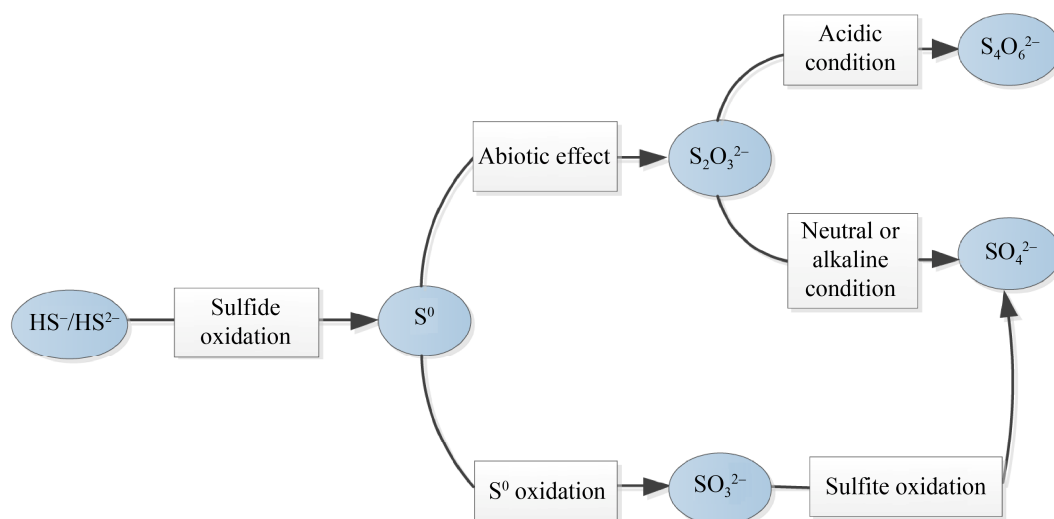 Acidic
condition
S₄O₆²⁻
Abiotic effect
S₂O₃²⁻
Neutral or
alkaline
condition
SO₄²⁻
HS⁻/HS²⁻
Sulfide
oxidation
S⁰
S⁰ oxidation
SO₃²⁻
Sulfite oxidation